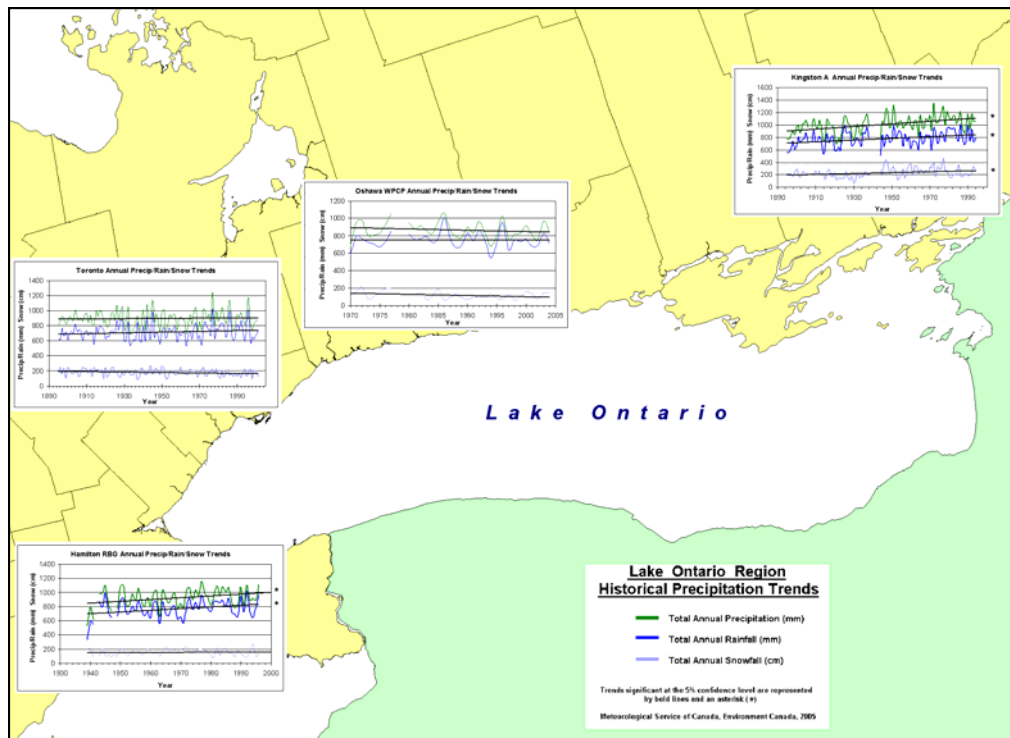 Kingston A Annual Precip/Rain/Snow Trends
Precip/Rain (mm) Snow (cm)
1600
1400
1200
1000
800
600
400
200
0
*
*
*
1890 1910 1930 1950 1970 1990
Year
Oshawa WPCP Annual Precip/Rain/Snow Trends
Precip/Rain (mm) Snow (cm)
1000
800
600
400
200
0
1970 1975 1980 1985 1990 1995 2000 2004
Year
Toronto Annual Precip/Rain/Snow Trends
Precip/Rain (mm) Snow (cm)
1400
1200
1000
800
600
400
200
0
1890 1910 1930 1950 1970 1990
Year
Lake Ontario
Hamilton RBG Annual Precip/Rain/Snow Trends
Precip/Rain (mm) Snow (cm)
1200
1000
800
600
400
200
0
*
*
1930 1940 1950 1960 1970 1980 1990 2000
Year
Lake Ontario Region
Historical Precipitation Trends
Total Annual Precipitation (mm)
Total Annual Rainfall (mm)
Total Annual Snowfall (cm)
Trends significant at the 5% confidence level are represented
by bold lines and an asterisk (*)
Meteorological Service of Canada, Environment Canada, 2005